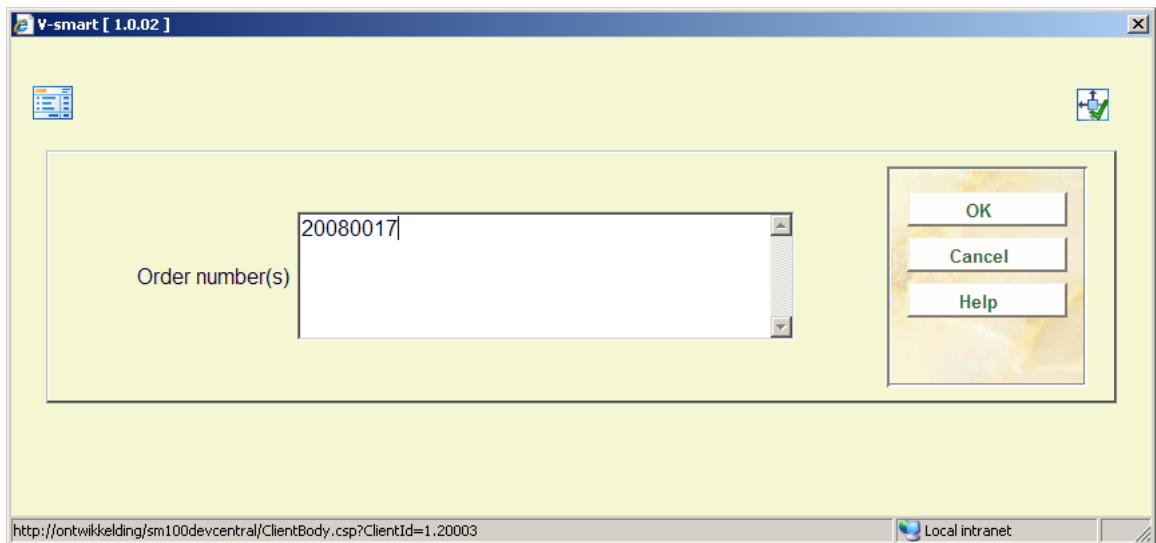 V-smart [ 1.0.02 ]
20080017
Order number(s)
OK
Cancel
Help
http://ontwikkelding/sm100devcentral/ClientBody.csp?ClientId=1.20003
Local intranet